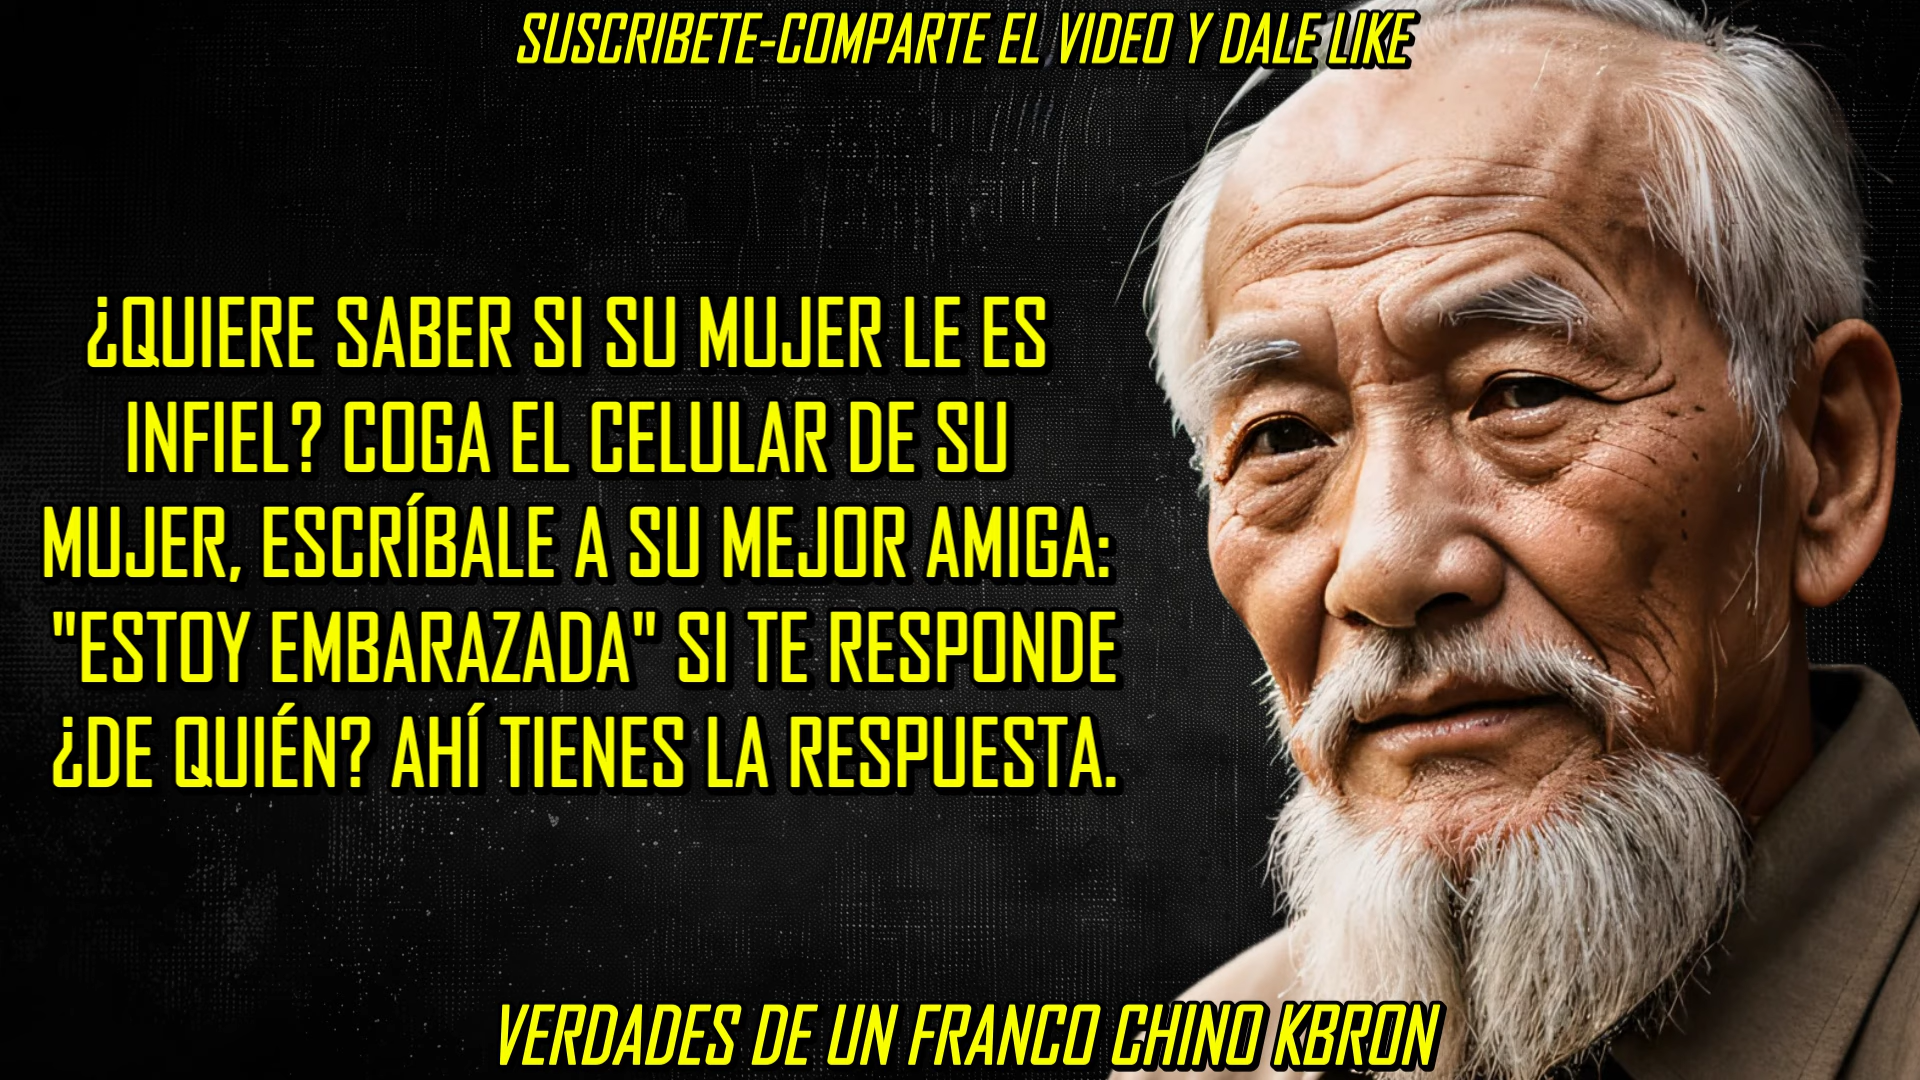 SUSCRIBETE-COMPARTE EL VIDEO Y DALE LIKE
¿QUIERE SABER SI SU MUJER LE ES
INFIEL? COGA EL CELULAR DE SU
MUJER, ESCRÍBALE A SU MEJOR AMIGA:
"ESTOY EMBARAZADA" SI TE RESPONDE
¿DE QUIÉN? AHÍ TIENES LA RESPUESTA.
VERDADES DE UN FRANCO CHINO KBRON